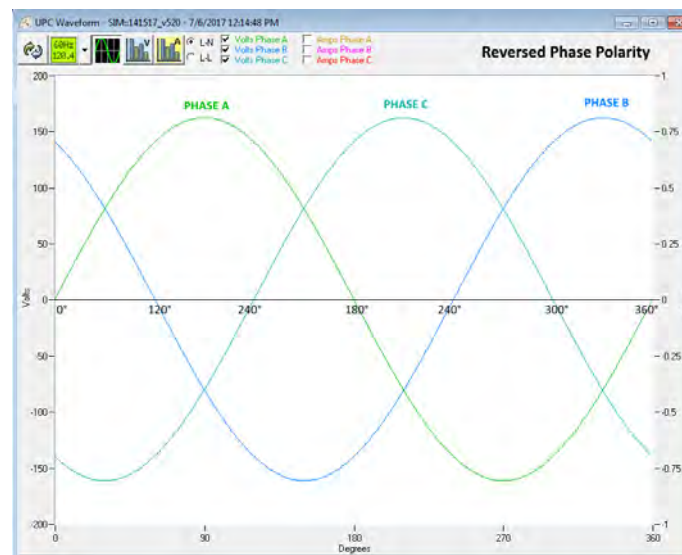 UPC Waveform - SIM::141517_v520 - 7/6/2017 12:14:48 PM
60Hz
120.4
V
A
L-N
L-L
Volts Phase A
Volts Phase B
Volts Phase C
Amps Phase A
Amps Phase B
Amps Phase C
Reversed Phase Polarity
200
150
100
50
0
-50
-100
-150
-200
Volts
PHASE A
PHASE C
PHASE B
0°
120°
240°
180°
240°
300°
360°
1
0.75
0.5
0.25
0
-0.25
-0.5
-0.75
-1
0
90
180
270
360
Degrees